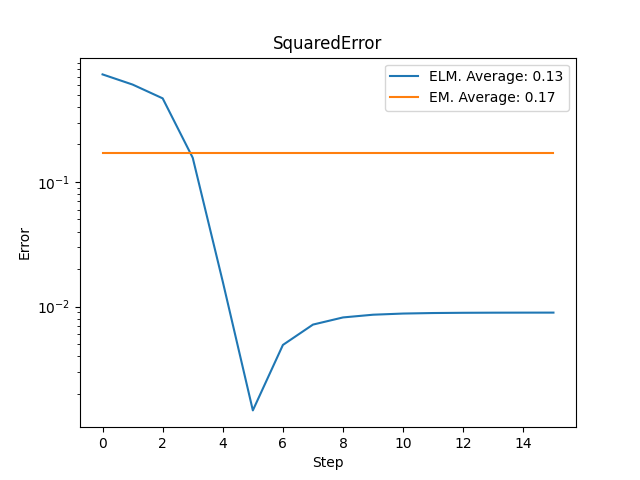 SquaredError
ELM. Average: 0.13
EM. Average: 0.17
Error
10⁻¹
10⁻²
0 2 4 6 8 10 12 14
Step